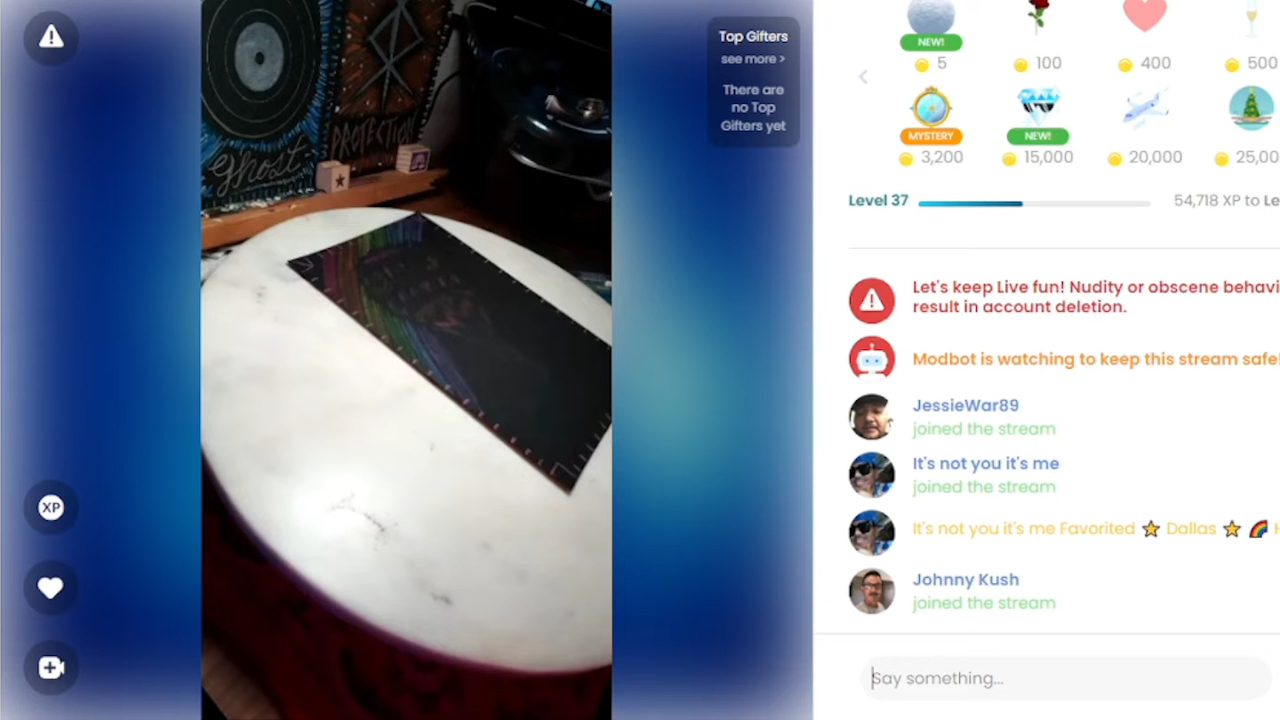 Top Gifters
see more >
There are
no Top
Gifters yet
Ghost
PROTECTION
XP
NEW!
5
100
400
500
MYSTERY
NEW!
3,200
15,000
20,000
25,00
Level 37
54,718 XP to Le
Let's keep Live fun! Nudity or obscene behavi
result in account deletion.
Modbot is watching to keep this stream safe!
JessieWar89
joined the stream
It's not you it's me
joined the stream
It's not you it's me Favorited ⭐ Dallas ⭐ 🌈 H
Johnny Kush
joined the stream
Say something...